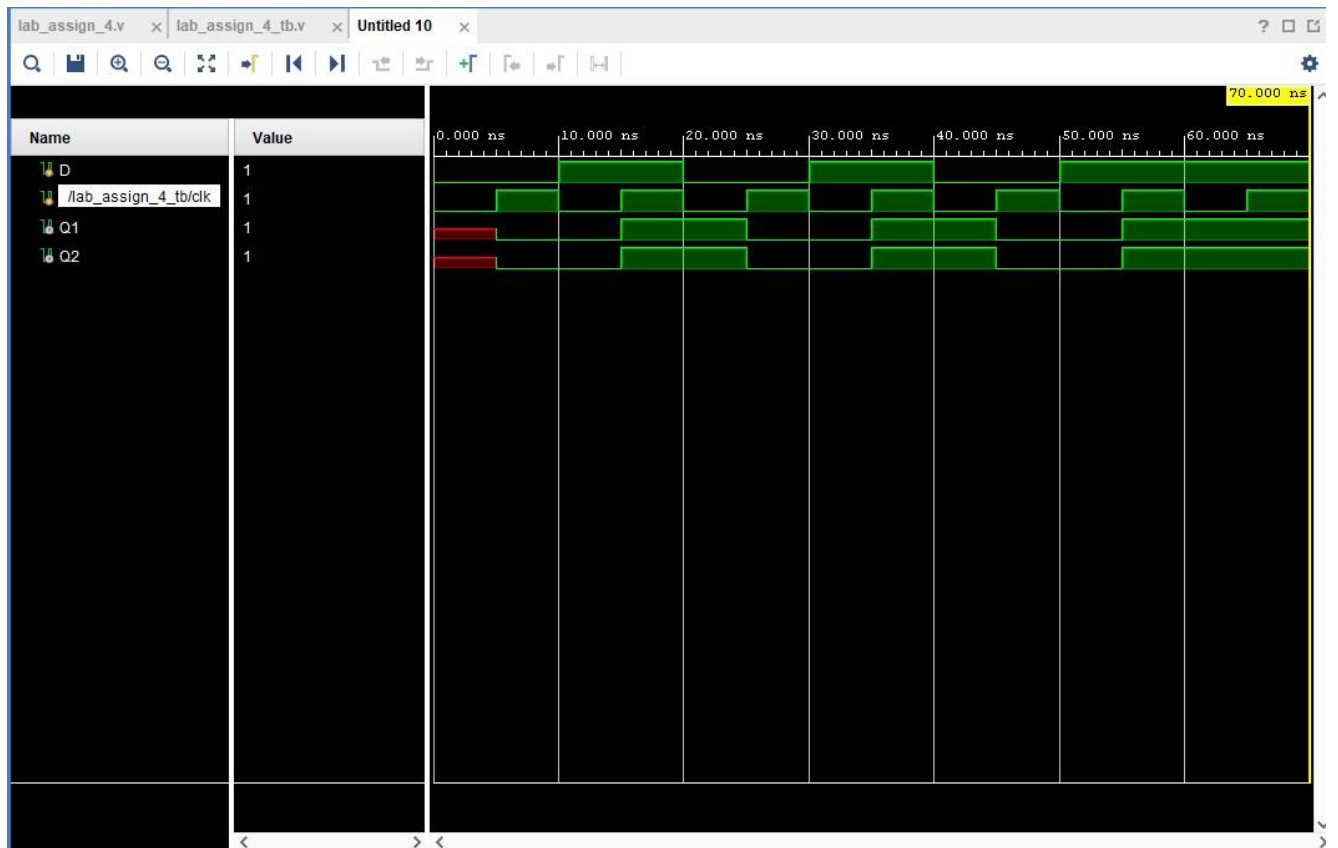 lab_assign_4.v × lab_assign_4_tb.v × Untitled 10 ×
70.000 ns
Name Value 0.000 ns 10.000 ns 20.000 ns 30.000 ns 40.000 ns 50.000 ns 60.000 ns
D 1
/lab_assign_4_tb/clk 1
Q1 1
Q2 1